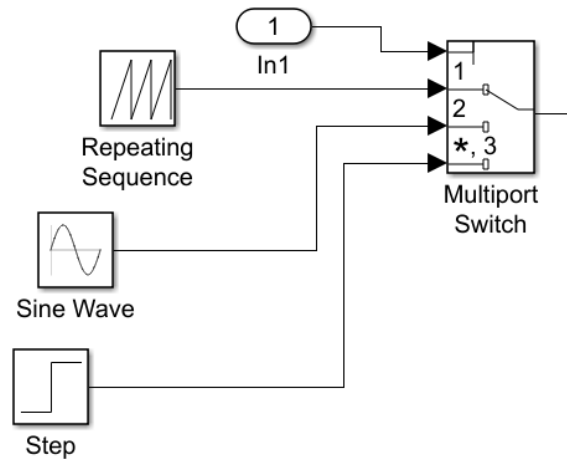 1
In1
1
2
*, 3
Repeating
Sequence
Multiport
Switch
Sine Wave
Step